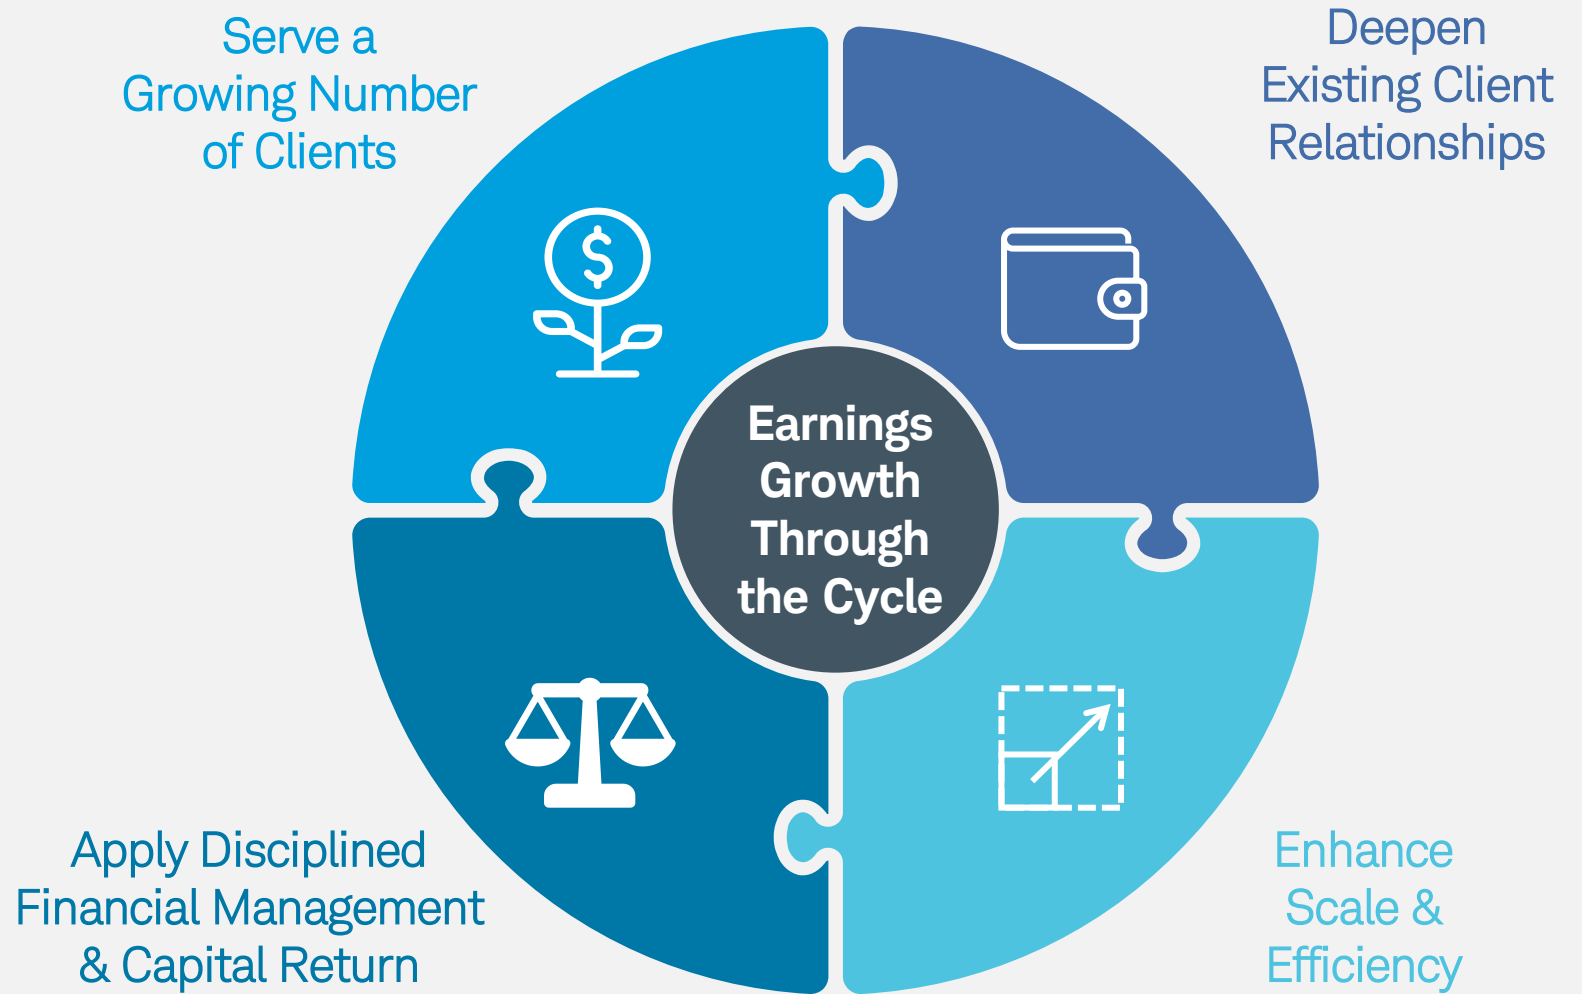 Serve a
Growing Number
of Clients
Deepen
Existing Client
Relationships
$
Earnings
Growth
Through
the Cycle
Apply Disciplined
Financial Management
& Capital Return
Enhance
Scale &
Efficiency